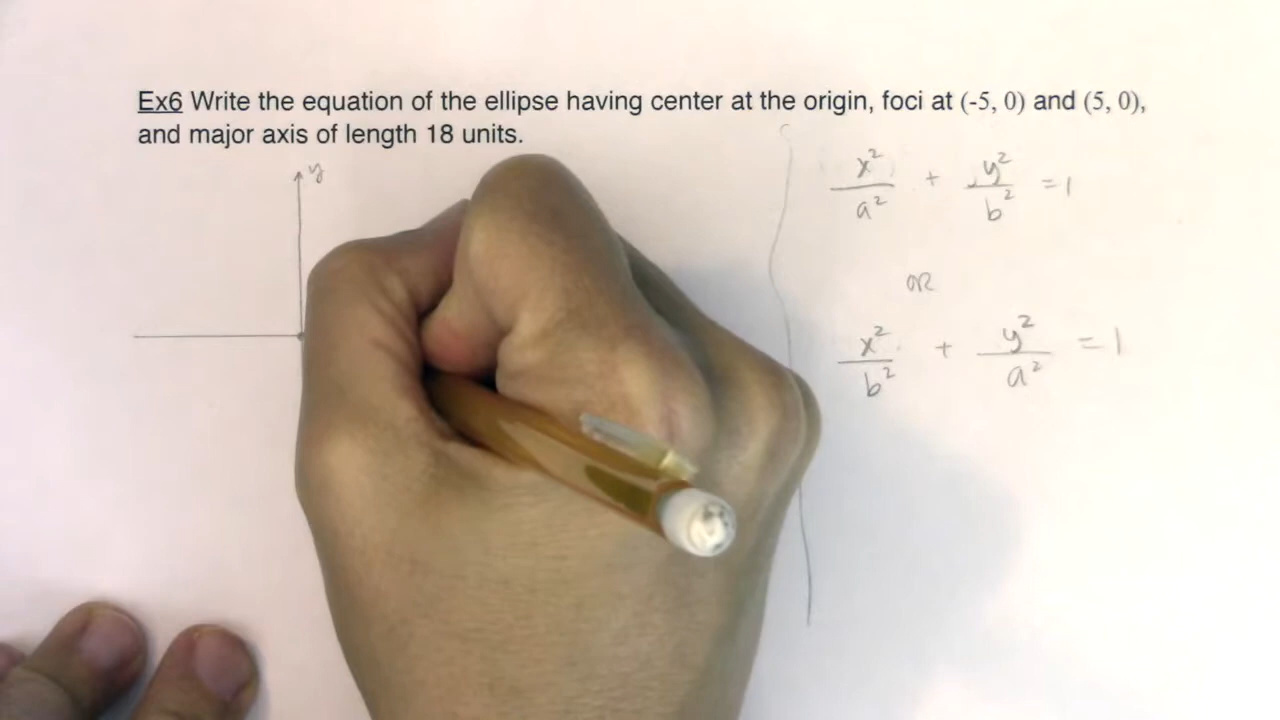 Ex6 Write the equation of the ellipse having center at the origin, foci at (-5, 0) and (5, 0),
and major axis of length 18 units.
y
x²/a² + y²/b² = 1
OR
x²/b² + y²/a² = 1